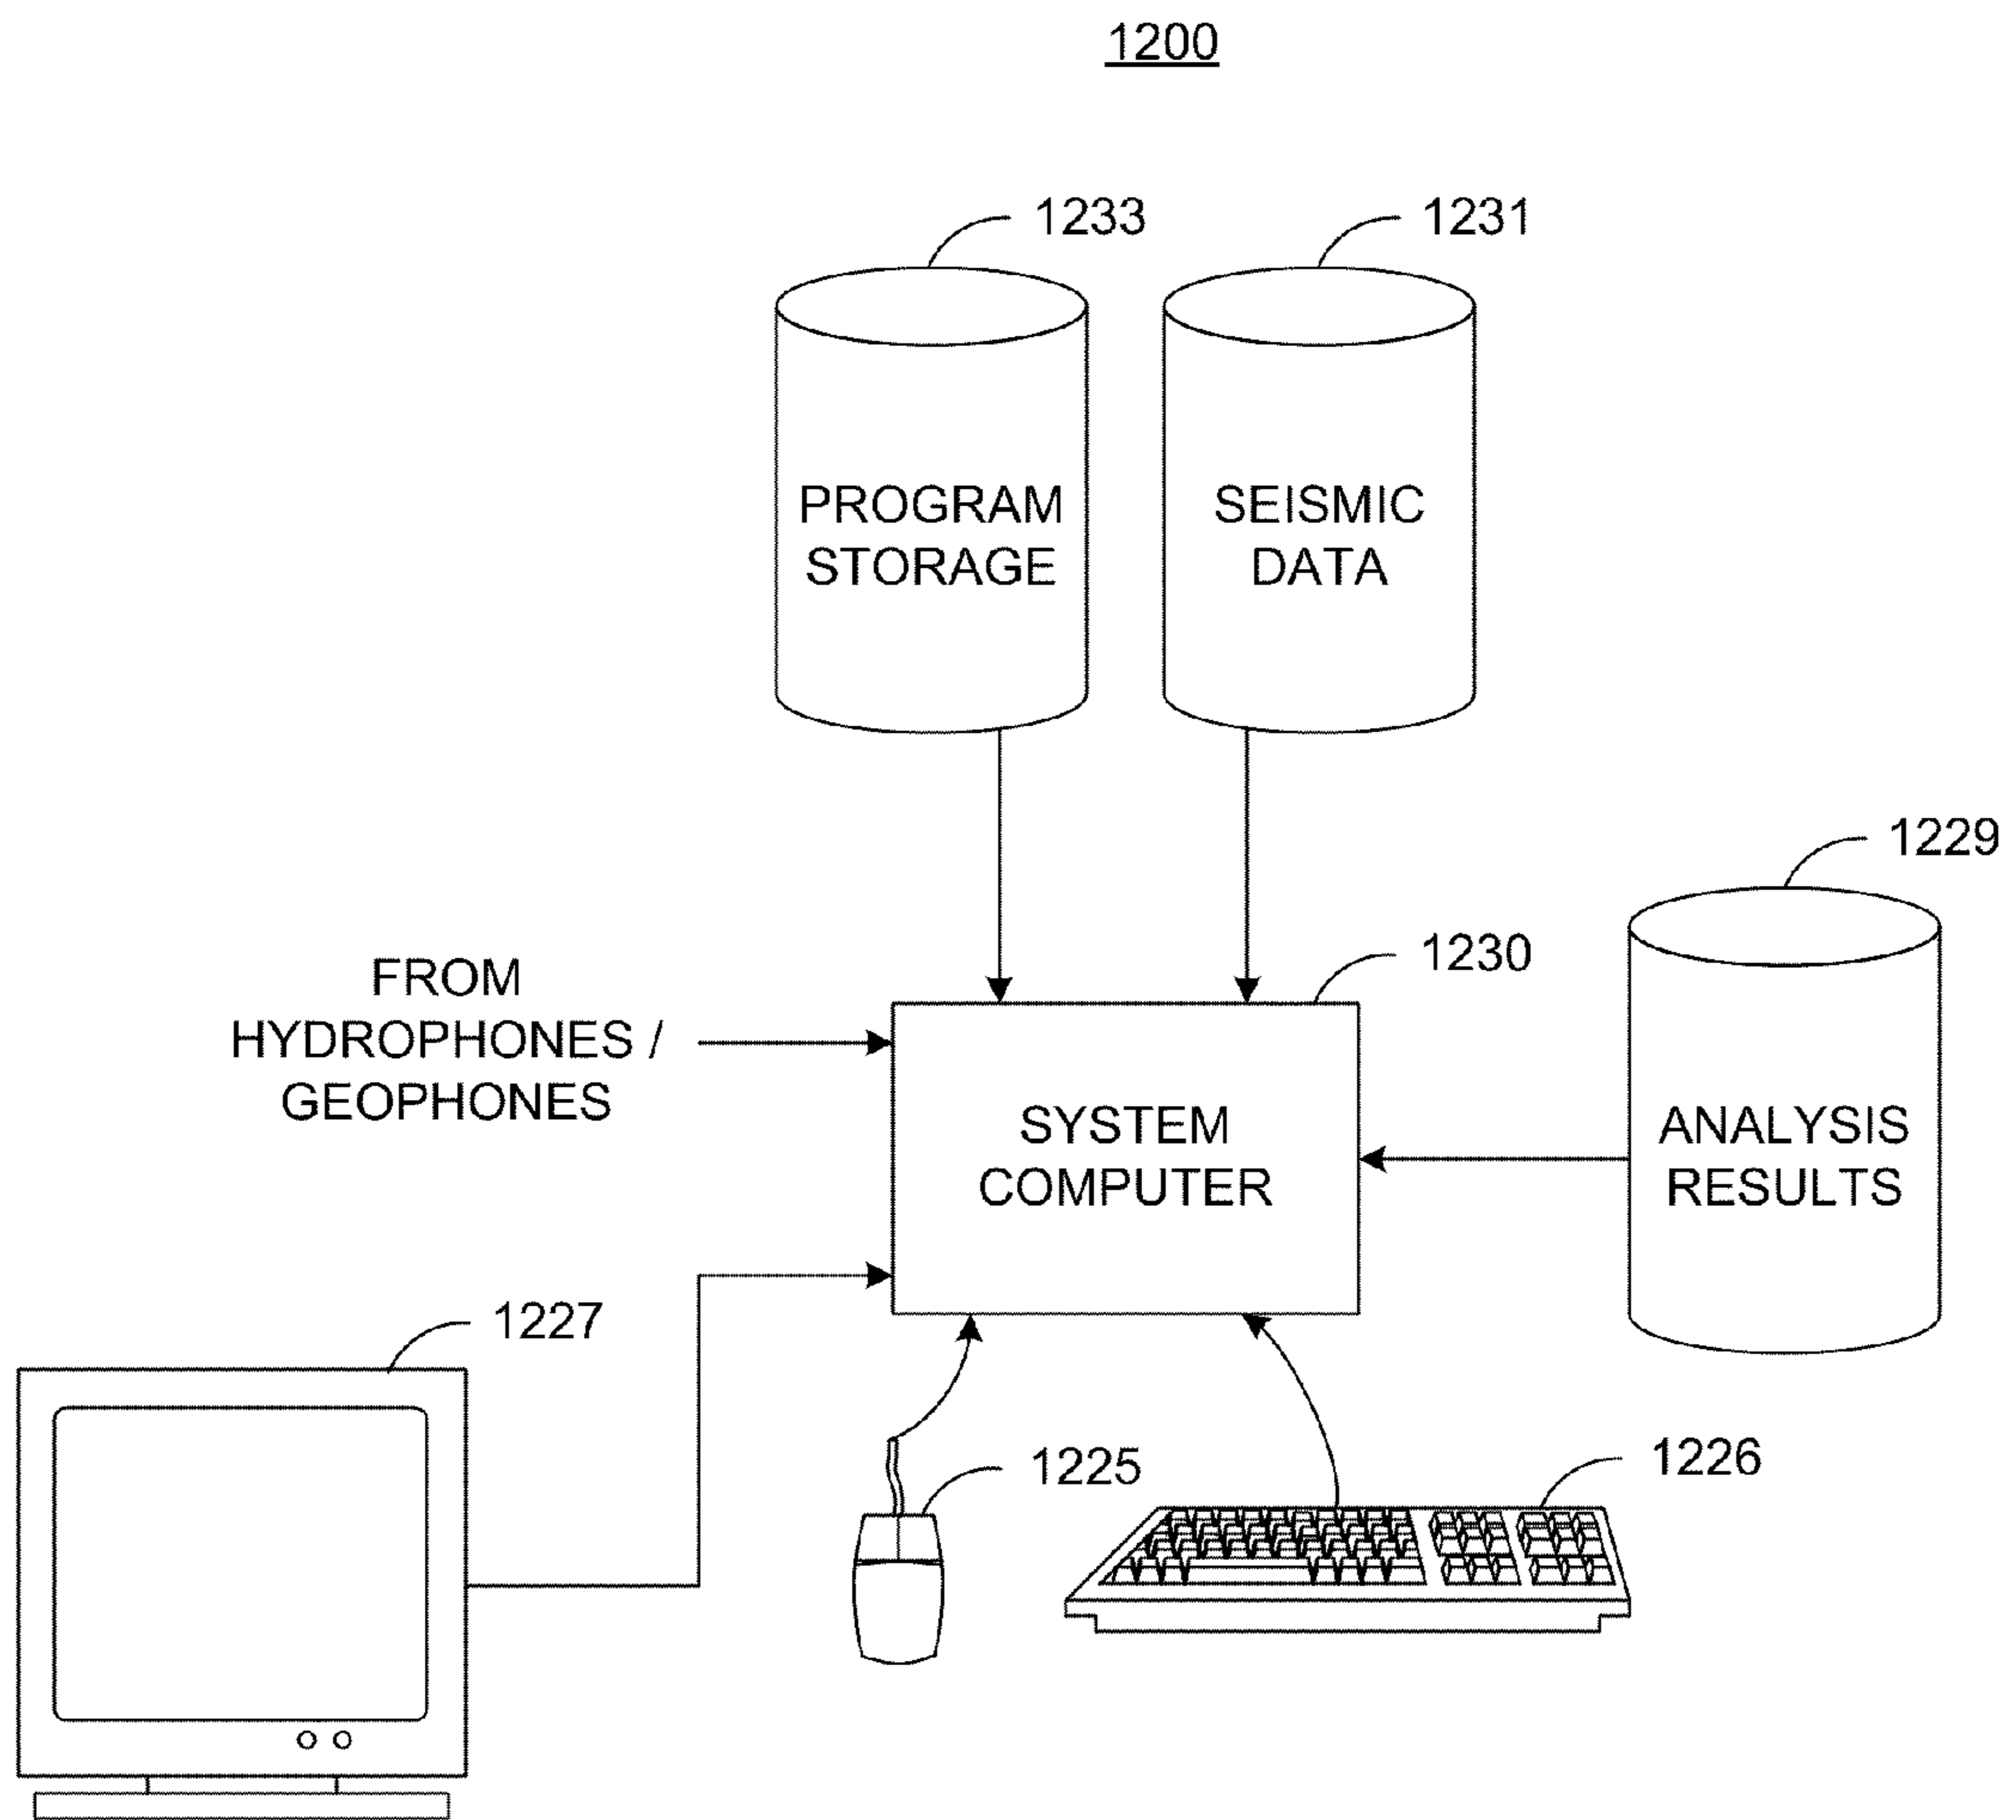 1200
1233
1231
PROGRAM
STORAGE
SEISMIC
DATA
1229
1230
FROM
HYDROPHONES /
GEOPHONES
SYSTEM
COMPUTER
ANALYSIS
RESULTS
1227
1225
1226